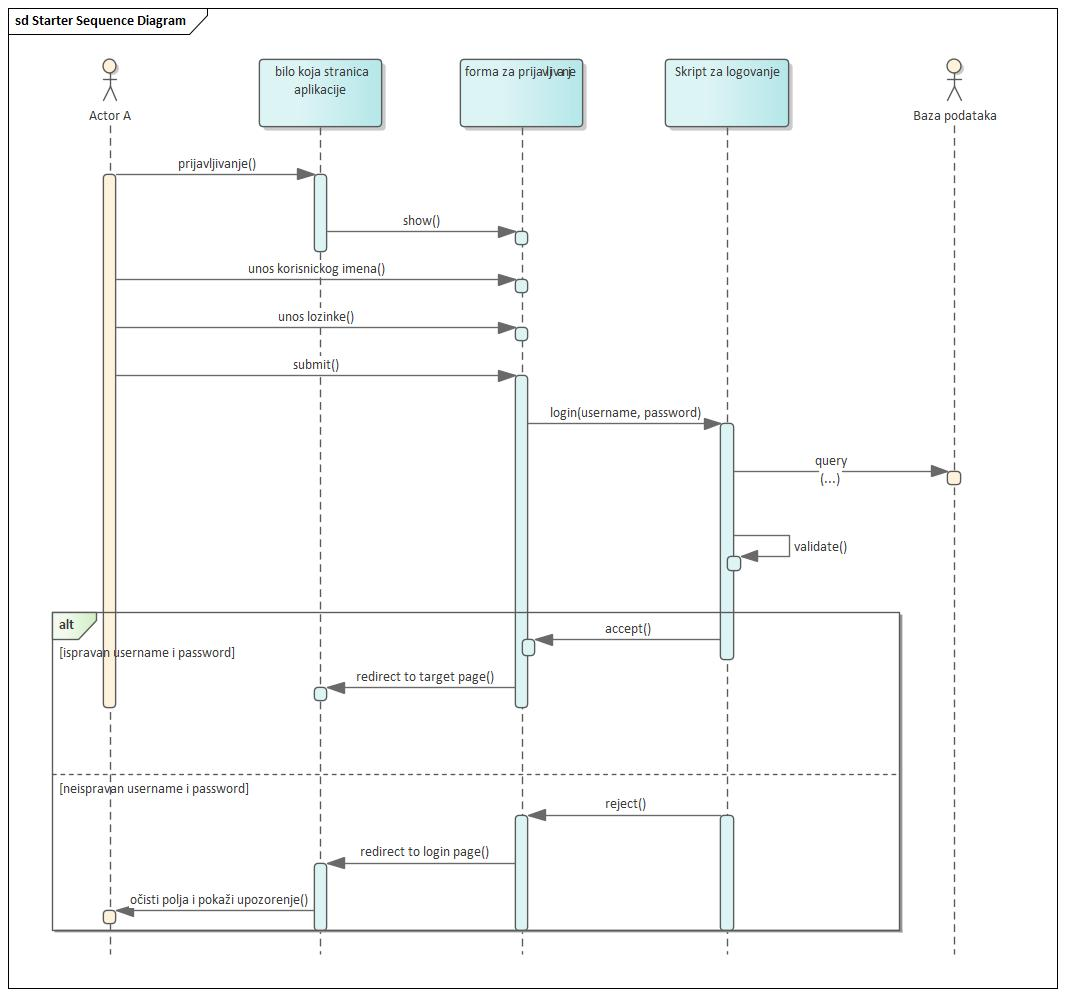 sd Starter Sequence Diagram
Actor A
bilo koja stranica
aplikacije
forma za
Skript za logovanje
Baza podataka
prijavljivanje()
show()
unos korisnickog imena()
unos lozinke()
submit()
login(username, password)
query
(...)
validate()
alt
accept()
[ispravan username i password]
redirect to target page()
[neispravan username i password]
reject()
redirect to login page()
očisti polja i pokaži upozorenje()